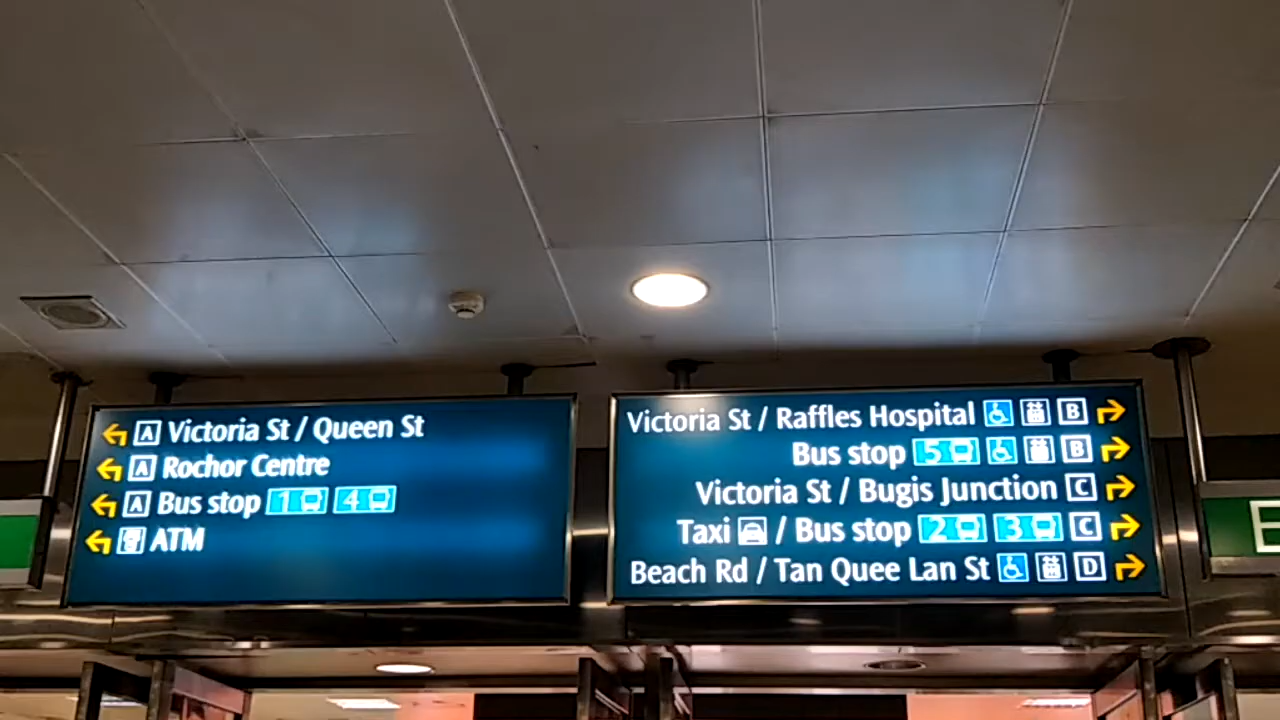 A Victoria St / Queen St
A Rochor Centre
A Bus stop 1 4
ATM
Victoria St / Raffles Hospital B
Bus stop 5 B
Victoria St / Bugis Junction C
Taxi / Bus stop 2 3 C
Beach Rd / Tan Quee Lan St D